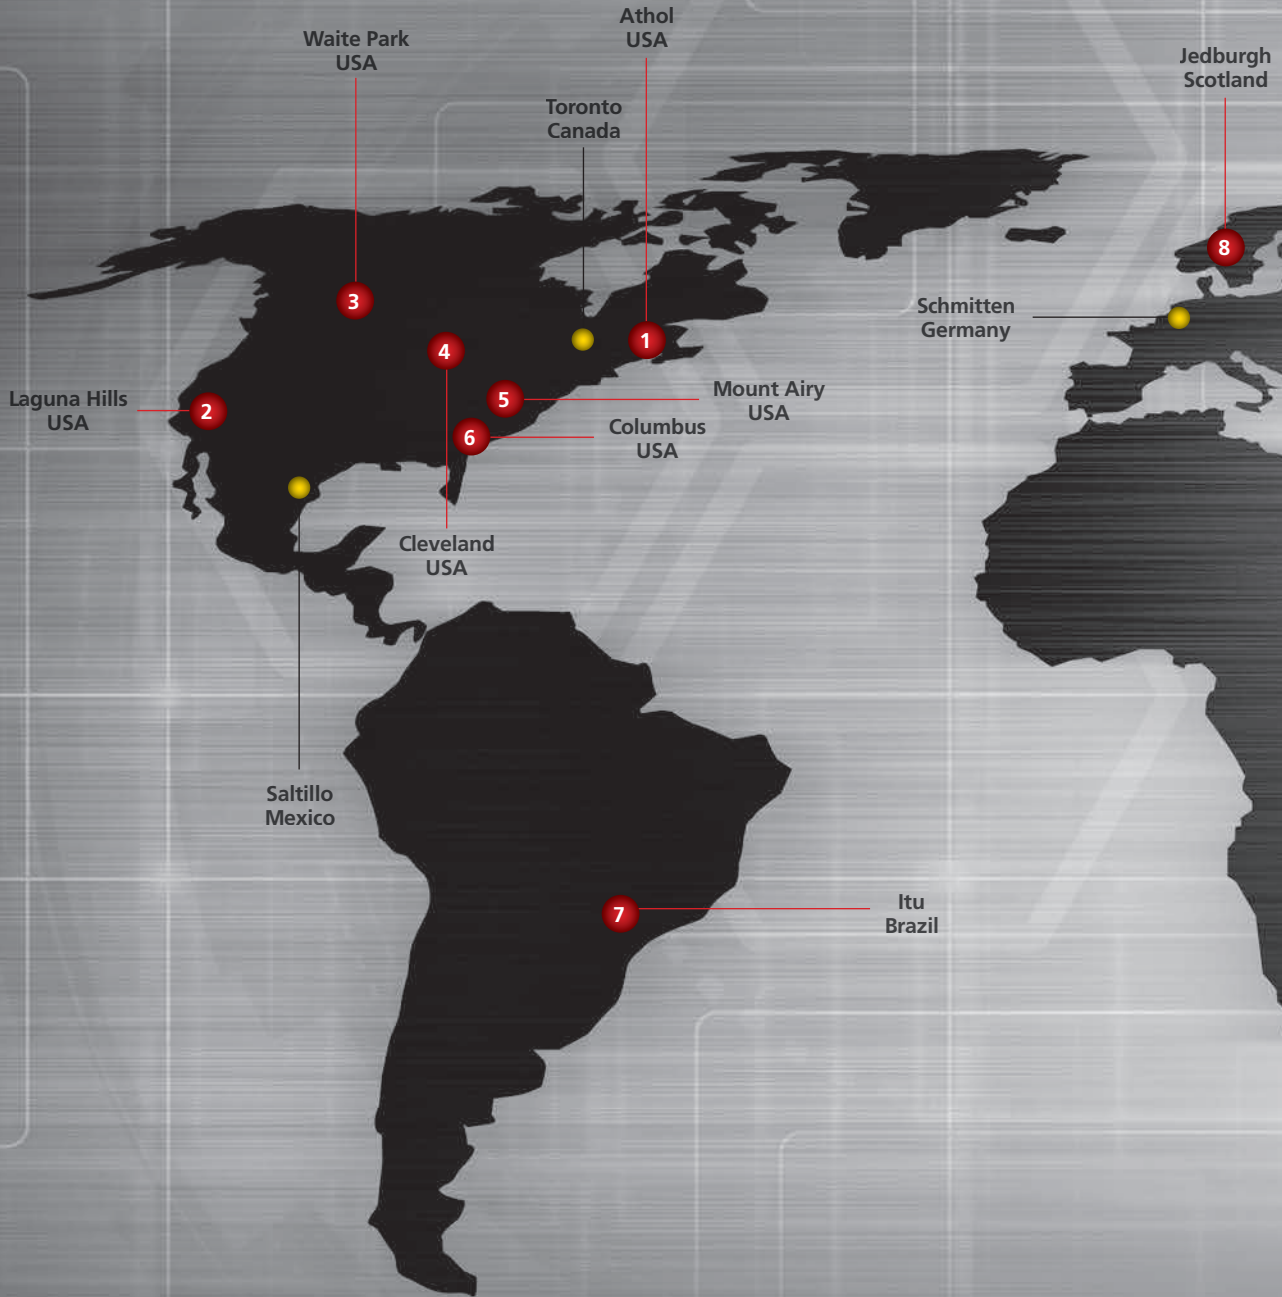 Athol
USA
Waite Park
USA
Jedburgh
Scotland
Toronto
Canada
8
3
Schmitten
Germany
1
4
Laguna Hills
USA
2
5
Mount Airy
USA
6
Columbus
USA
Cleveland
USA
Saltillo
Mexico
7
Itu
Brazil